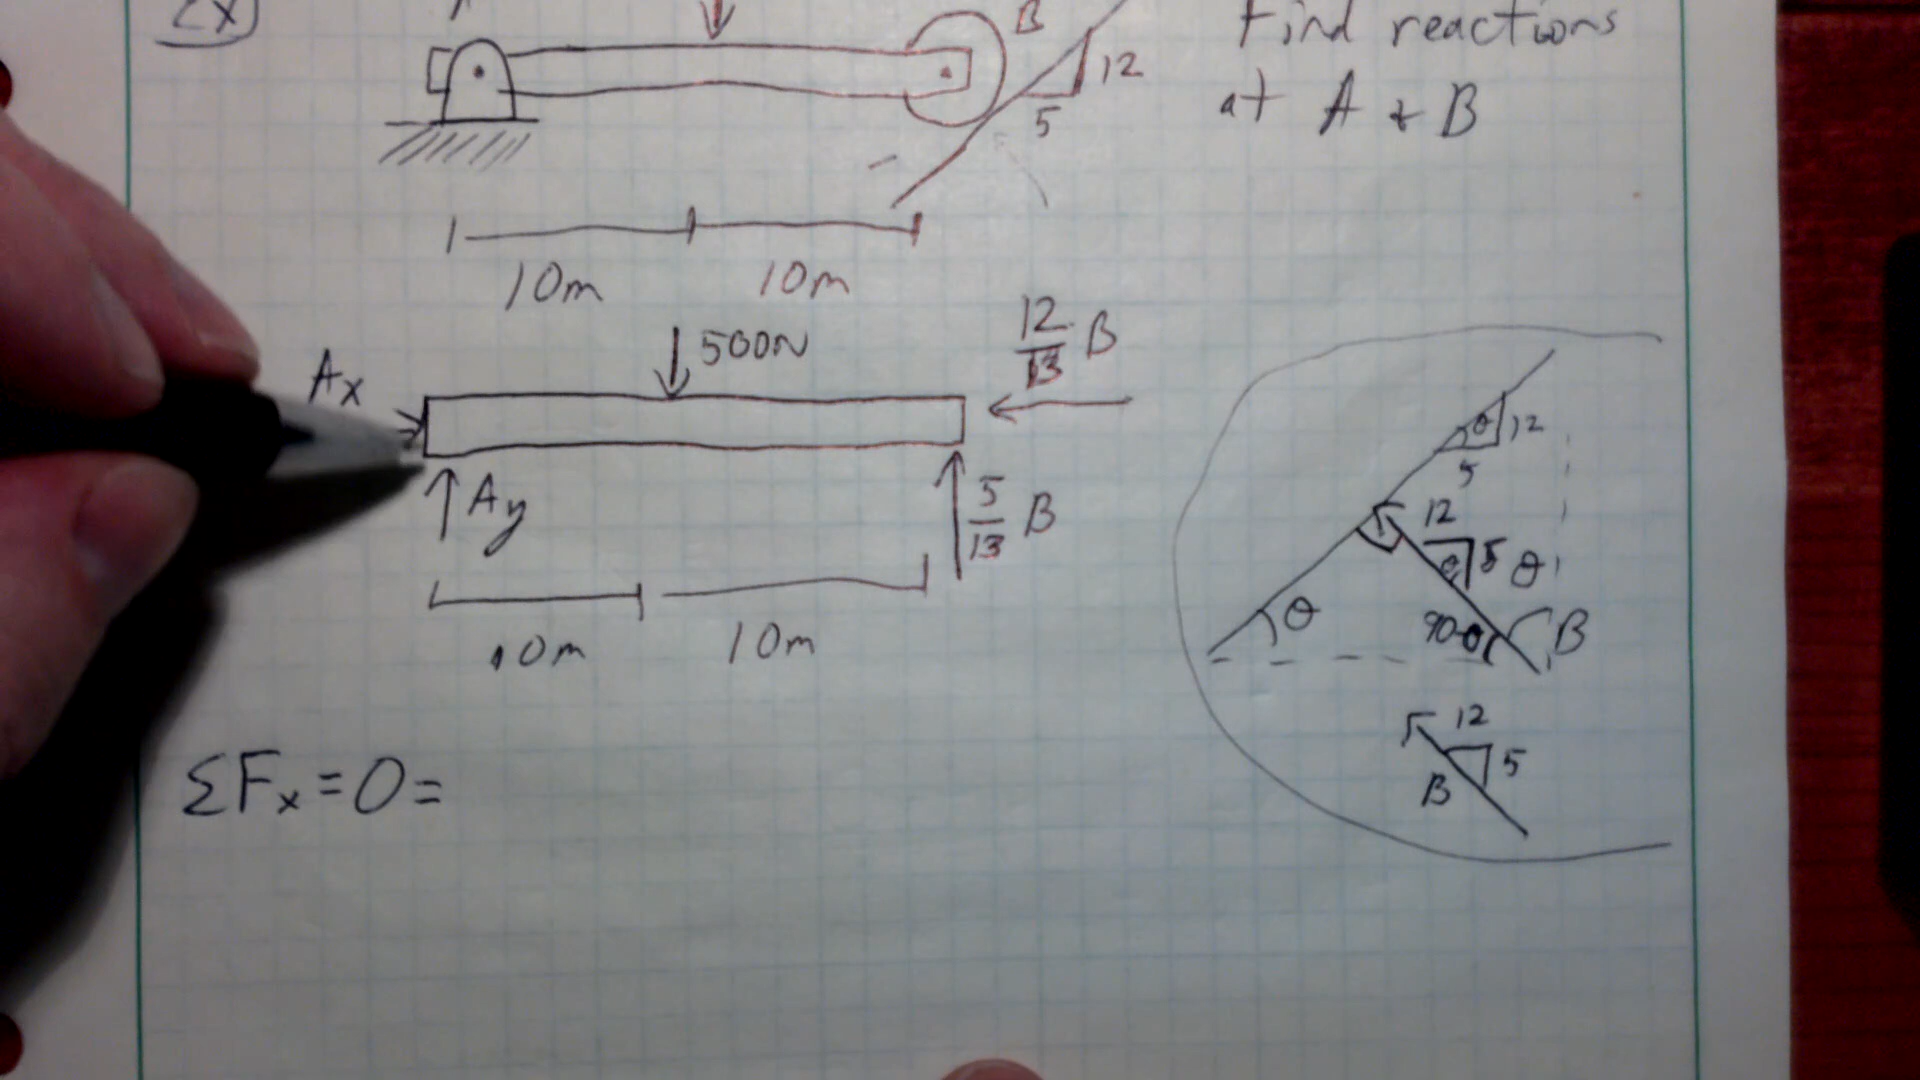 Ex)
B
12
5
Find reactions
at A + B
10m 10m
500N
12/13 B
Ax
Ay
5/13 B
10m 10m
θ 12
5
12
θ 5 θ
θ
90-θ
B
12
5
B
ΣFx = 0 =